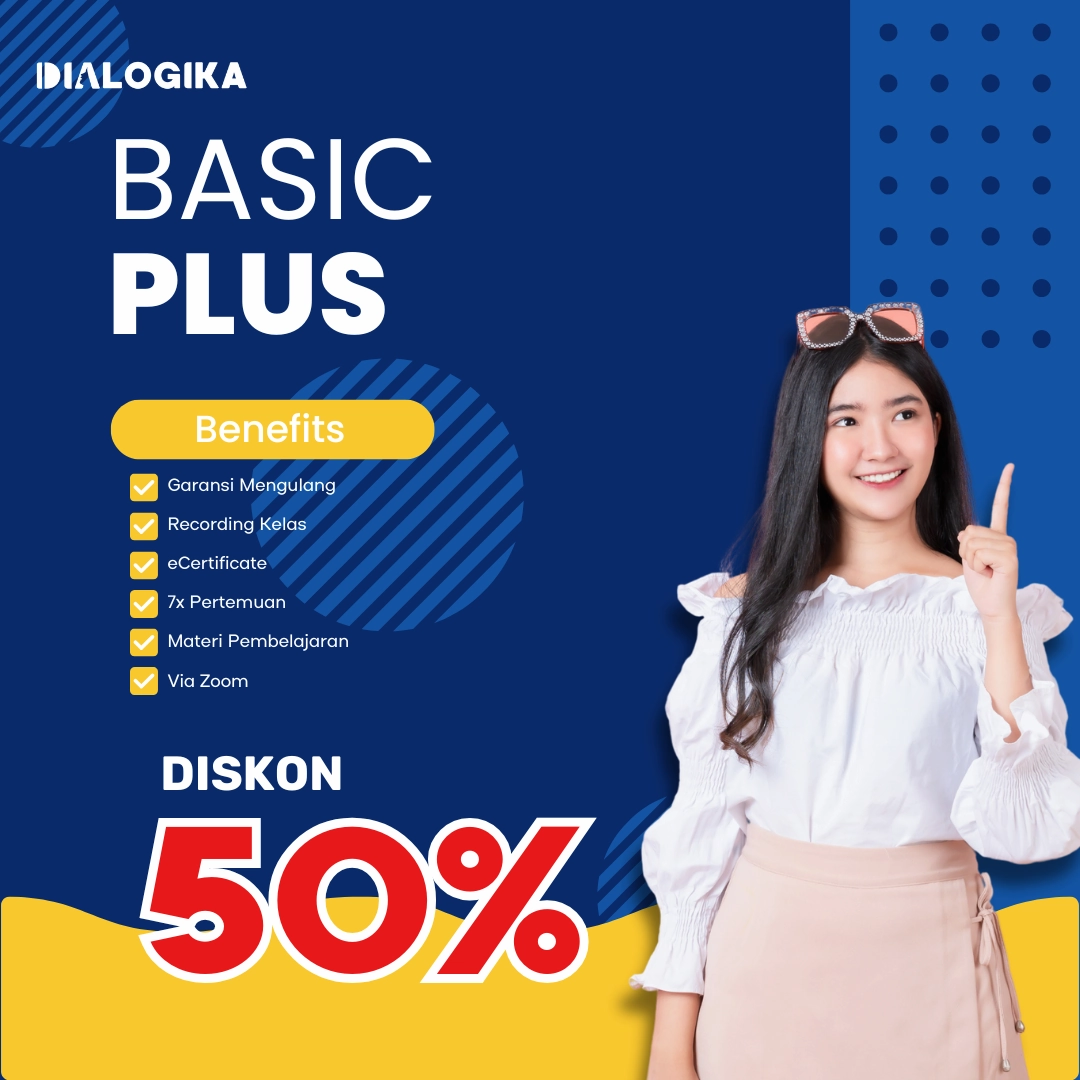 DIALOGIKA
BASIC
PLUS
Benefits
Garansi Mengulang
Recording Kelas
eCertificate
7x Pertemuan
Materi Pembelajaran
Via Zoom
DISKON
50%